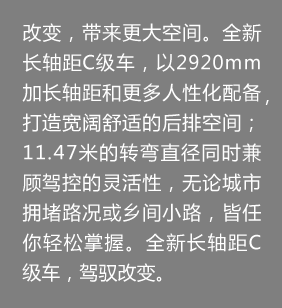 改变，带来更大空间。全新
长轴距C级车，以2920mm
加长轴距和更多人性化配备，
打造宽阔舒适的后排空间；
11.47米的转弯直径同时兼
顾驾控的灵活性，无论城市
拥堵路况或乡间小路，皆任
你轻松掌握。全新长轴距C
级车，驾驭改变。